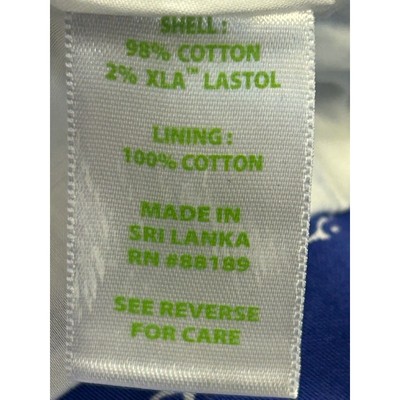 SHELL:
98% COTTON
2% XLA™ LASTOL
LINING:
100% COTTON
MADE IN
SRI LANKA
RN #88189
SEE REVERSE
FOR CARE